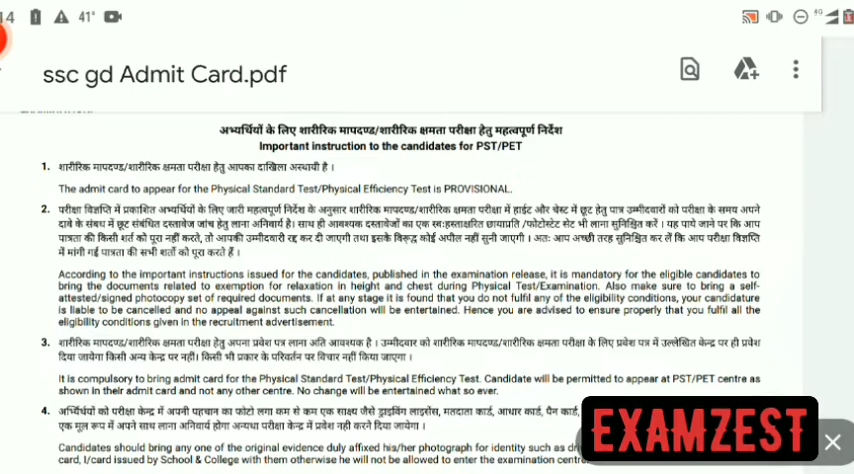 14 41°
4G
ssc gd Admit Card.pdf
अभ्यर्थियों के लिए शारीरिक मापदण्ड/शारीरिक क्षमता परीक्षा हेतु महत्वपूर्ण निर्देश
Important instruction to the candidates for PST/PET
1. शारीरिक मापदण्ड/शारीरिक क्षमता परीक्षा हेतु आपका दाखिला अस्थायी है।
The admit card to appear for the Physical Standard Test/Physical Efficiency Test is PROVISIONAL.
2. परीक्षा विज्ञप्ति में प्रकाशित अभ्यर्थियों के लिए जारी महत्वपूर्ण निर्देश के अनुसार शारीरिक मापदण्ड/शारीरिक क्षमता परीक्षा में हाईट और चेस्ट में छूट हेतु पात्र उम्मीदवारों को परीक्षा के समय अपने
दावे के संबध में छूट संबंधित दस्तावेज जांच हेतु लाना अनिवार्य है। साथ ही आवश्यक दस्तावेजों का एक स्व:हस्ताक्षरित छायाप्रति /फोटोस्टेट सेट भी लाना सुनिश्चित करें। यह पाये जाने पर कि आप
पात्रता की किसी शर्त को पूरा नहीं करते, तो आपकी उम्मीदवारी रद्द कर दी जाएगी तथा इसके विरूद्ध कोई अपील नहीं सुनी जाएगी। अतः आप अच्छी तरह सुनिश्चित कर लें कि आप परीक्षा विज्ञप्ति
में मांगी गई पात्रता की सभी शर्तों को पूरा करते हैं।
According to the important instructions issued for the candidates, published in the examination release, it is mandatory for the eligible candidates to
bring the documents related to exemption for relaxation in height and chest during Physical Test/Examination. Also make sure to bring a self-
attested/signed photocopy set of required documents. If at any stage it is found that you do not fulfil any of the eligibility conditions, your candidature
is liable to be cancelled and no appeal against such cancellation will be entertained. Hence you are advised to ensure properly that you fulfil all the
eligibility conditions given in the recruitment advertisement.
3. शारीरिक मापदण्ड/शारीरिक क्षमता परीक्षा हेतु अपना प्रवेश पत्र लाना अति आवश्यक है। उम्मीदवार को शारीरिक मापदण्ड/शारीरिक क्षमता परीक्षा के लिए प्रवेश पत्र में उल्लेखित केन्द्र पर ही प्रवेश
दिया जायेगा किसी अन्य केन्द्र पर नहीं। किसी भी प्रकार के परिवर्तन पर विचार नहीं किया जाएगा।
It is compulsory to bring admit card for the Physical Standard Test/Physical Efficiency Test. Candidate will be permitted to appear at PST/PET centre as
shown in their admit card and not any other centre. No change will be entertained what so ever.
4. अभ्यिर्थियों को परीक्षा केन्द्र में अपनी पहचान का फोटो लगा कम से कम एक साक्ष्य जैसे ड्राइविंग लाइसेंस, मतदाता कार्ड, आधार कार्ड, पैन कार्ड,
एक मूल रूप में अपने साथ लाना अनिवार्य होगा अन्यथा परीक्षा केन्द्र में प्रवेश नही करने दिया जायेगा।
Candidates should bring any one of the original evidence duly affixed his/her photograph for identity such as
card, I/card issued by School & College with them otherwise he will not be allowed to enter the examination
EXAMZEST